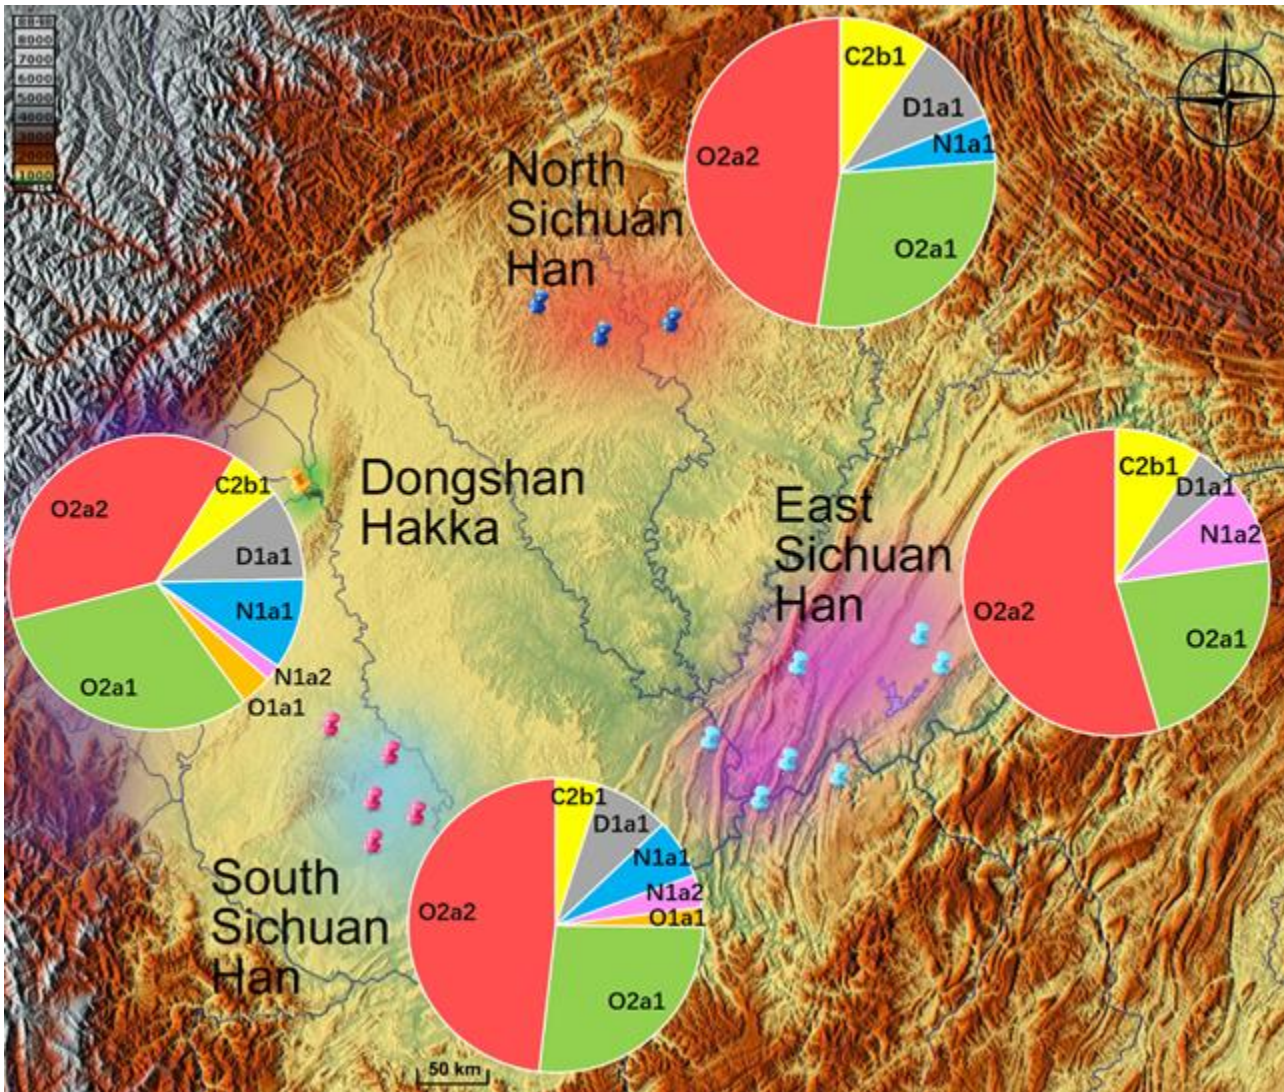 8000
7000
6000
5000
4000
1000
North
Sichuan
Han
C2b1
D1a1
N1a1
O2a2
O2a1
Dongshan
Hakka
O2a2
C2b1
D1a1
N1a1
N1a2
O1a1
O2a1
East
Sichuan
Han
C2b1
D1a1
N1a2
O2a2
O2a1
South
Sichuan
Han
C2b1
D1a1
N1a1
N1a2
O1a1
O2a2
O2a1
50 km